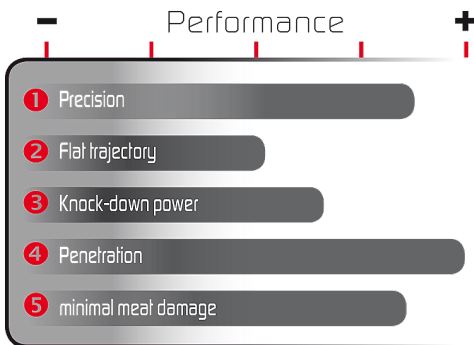 - Performance +
1 Precision
2 Flat trajectory
3 Knock-down power
4 Penetration
5 minimal meat damage